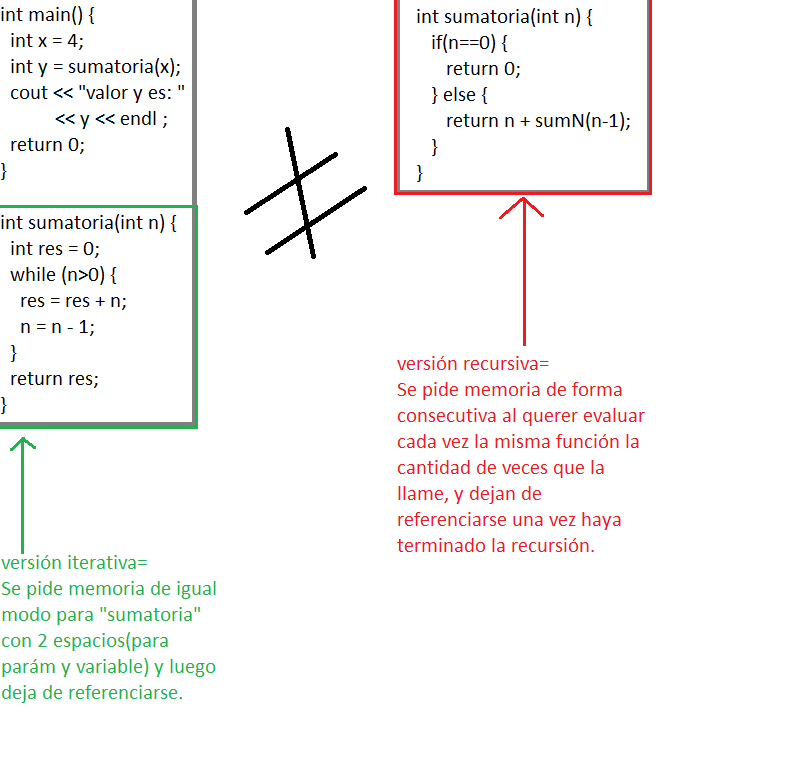 int main() {
int x = 4;
int y = sumatoria(x);
cout << "valor y es: "
<< y << endl ;
return 0;
}
int sumatoria(int n) {
int res = 0;
while (n>0) {
res = res + n;
n = n - 1;
}
return res;
}
versión iterativa=
Se pide memoria de igual
modo para "sumatoria"
con 2 espacios(para
parám y variable) y luego
deja de referenciarse.
int sumatoria(int n) {
if(n==0) {
return 0;
} else {
return n + sumN(n-1);
}
}
versión recursiva=
Se pide memoria de forma
consecutiva al querer evaluar
cada vez la misma función la
cantidad de veces que la
llame, y dejan de
referenciarse una vez haya
terminado la recursión.